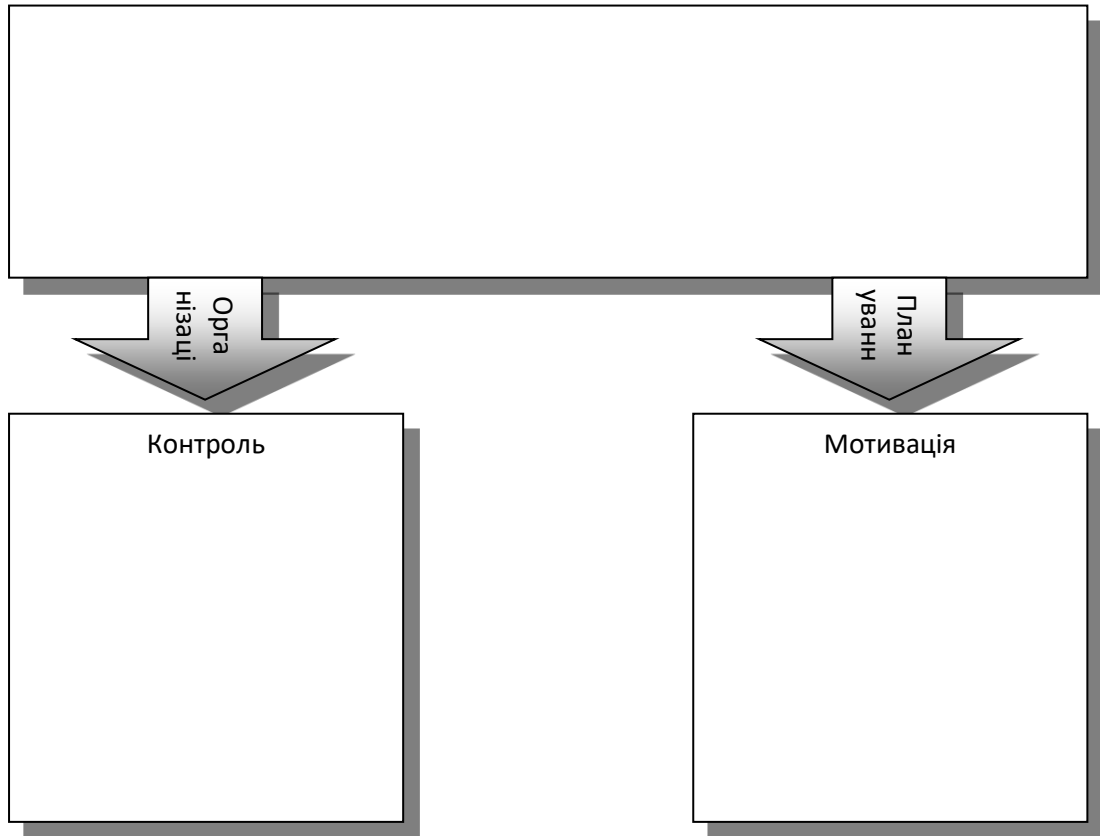 Орга
нізаці
План
уванн
Контроль
Мотивація